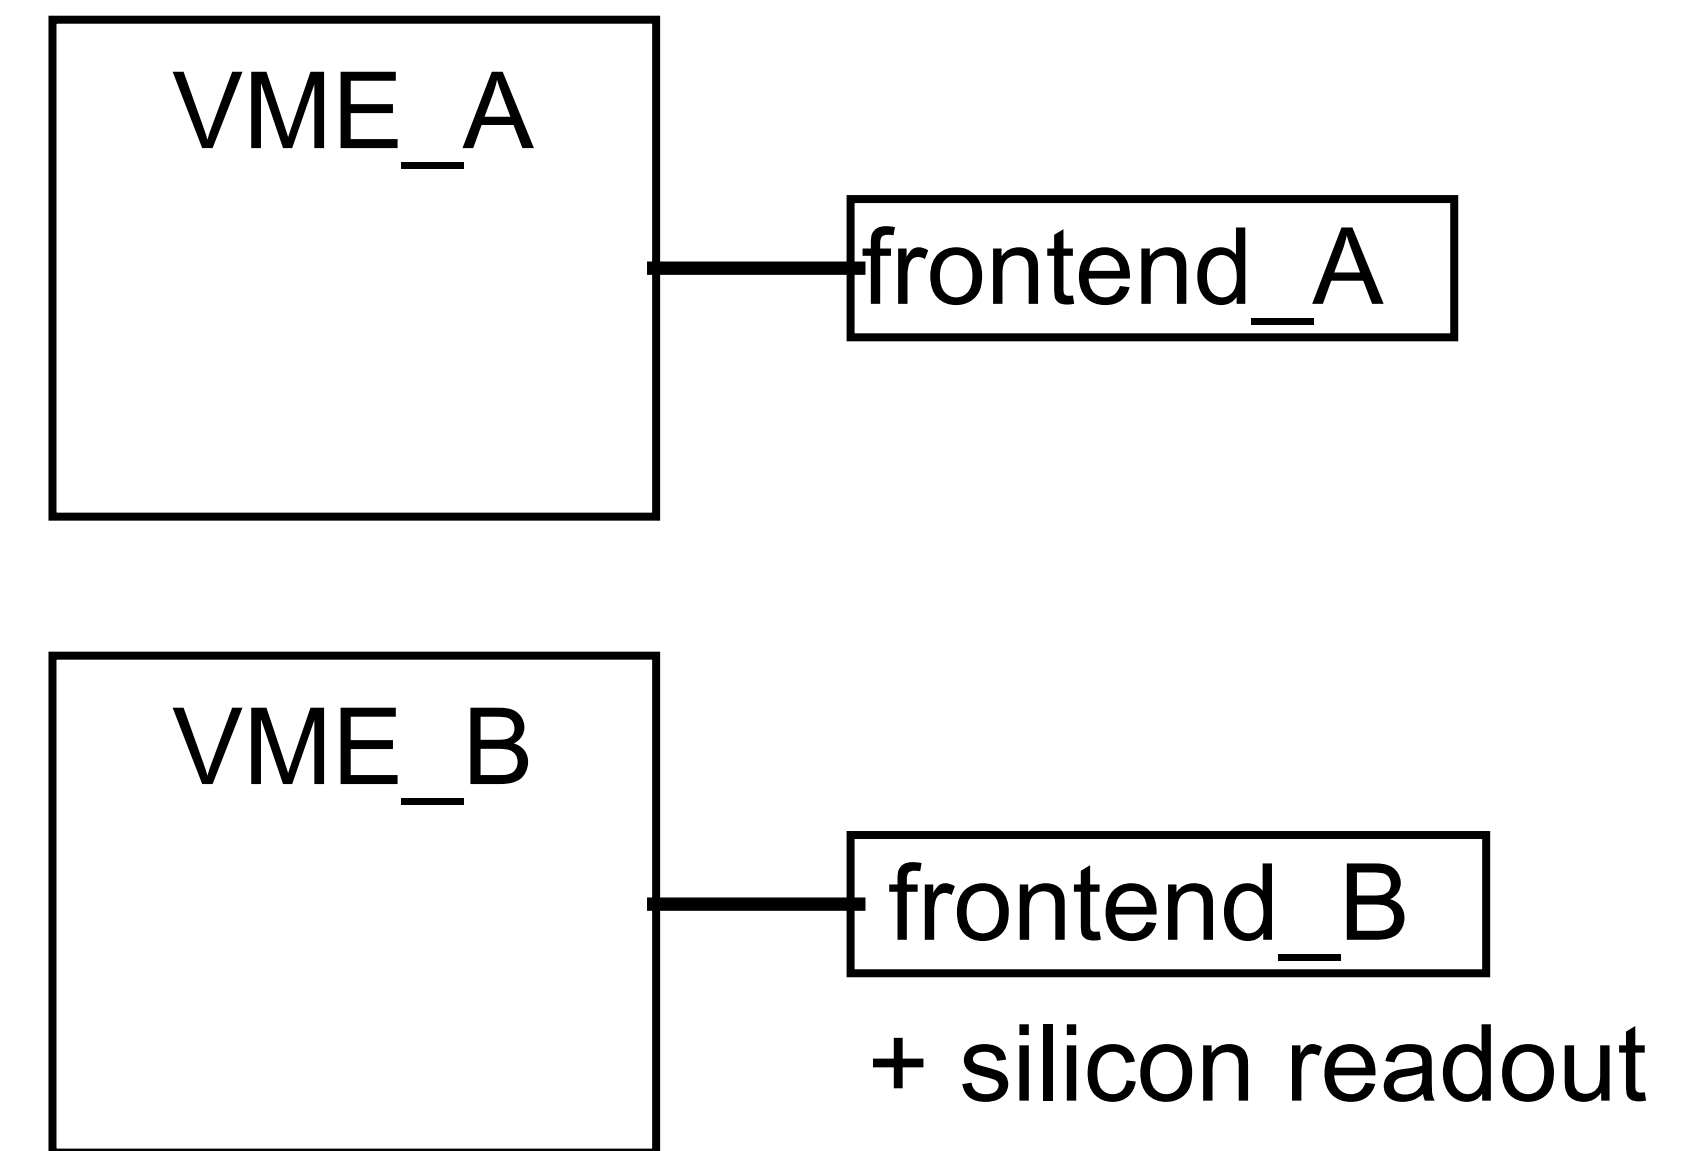 VME_A
frontend_A
VME_B
frontend_B
+ silicon readout